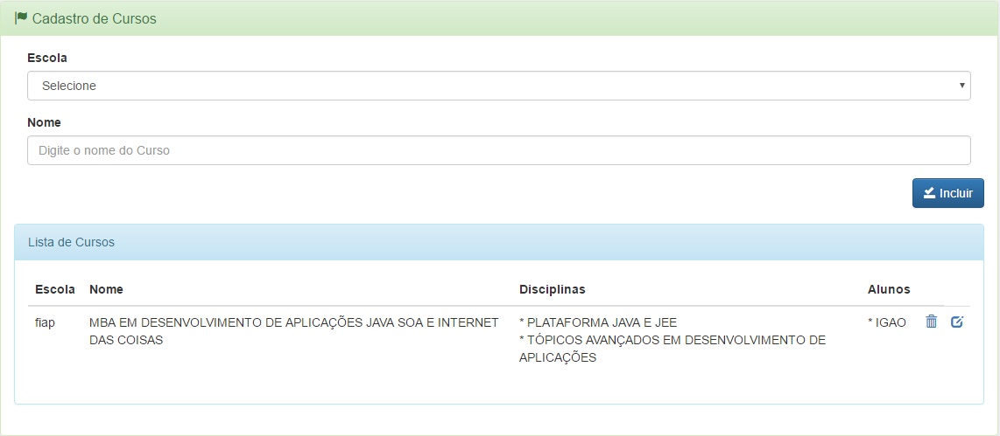 Cadastro de Cursos
Escola
Selecione
Nome
Digite o nome do Curso
Incluir
Lista de Cursos
Escola Nome Disciplinas Alunos
fiap MBA EM DESENVOLVIMENTO DE APLICAÇÕES JAVA SOA E INTERNET * PLATAFORMA JAVA E JEE * IGAO
DAS COISAS * TÓPICOS AVANÇADOS EM DESENVOLVIMENTO DE
APLICAÇÕES